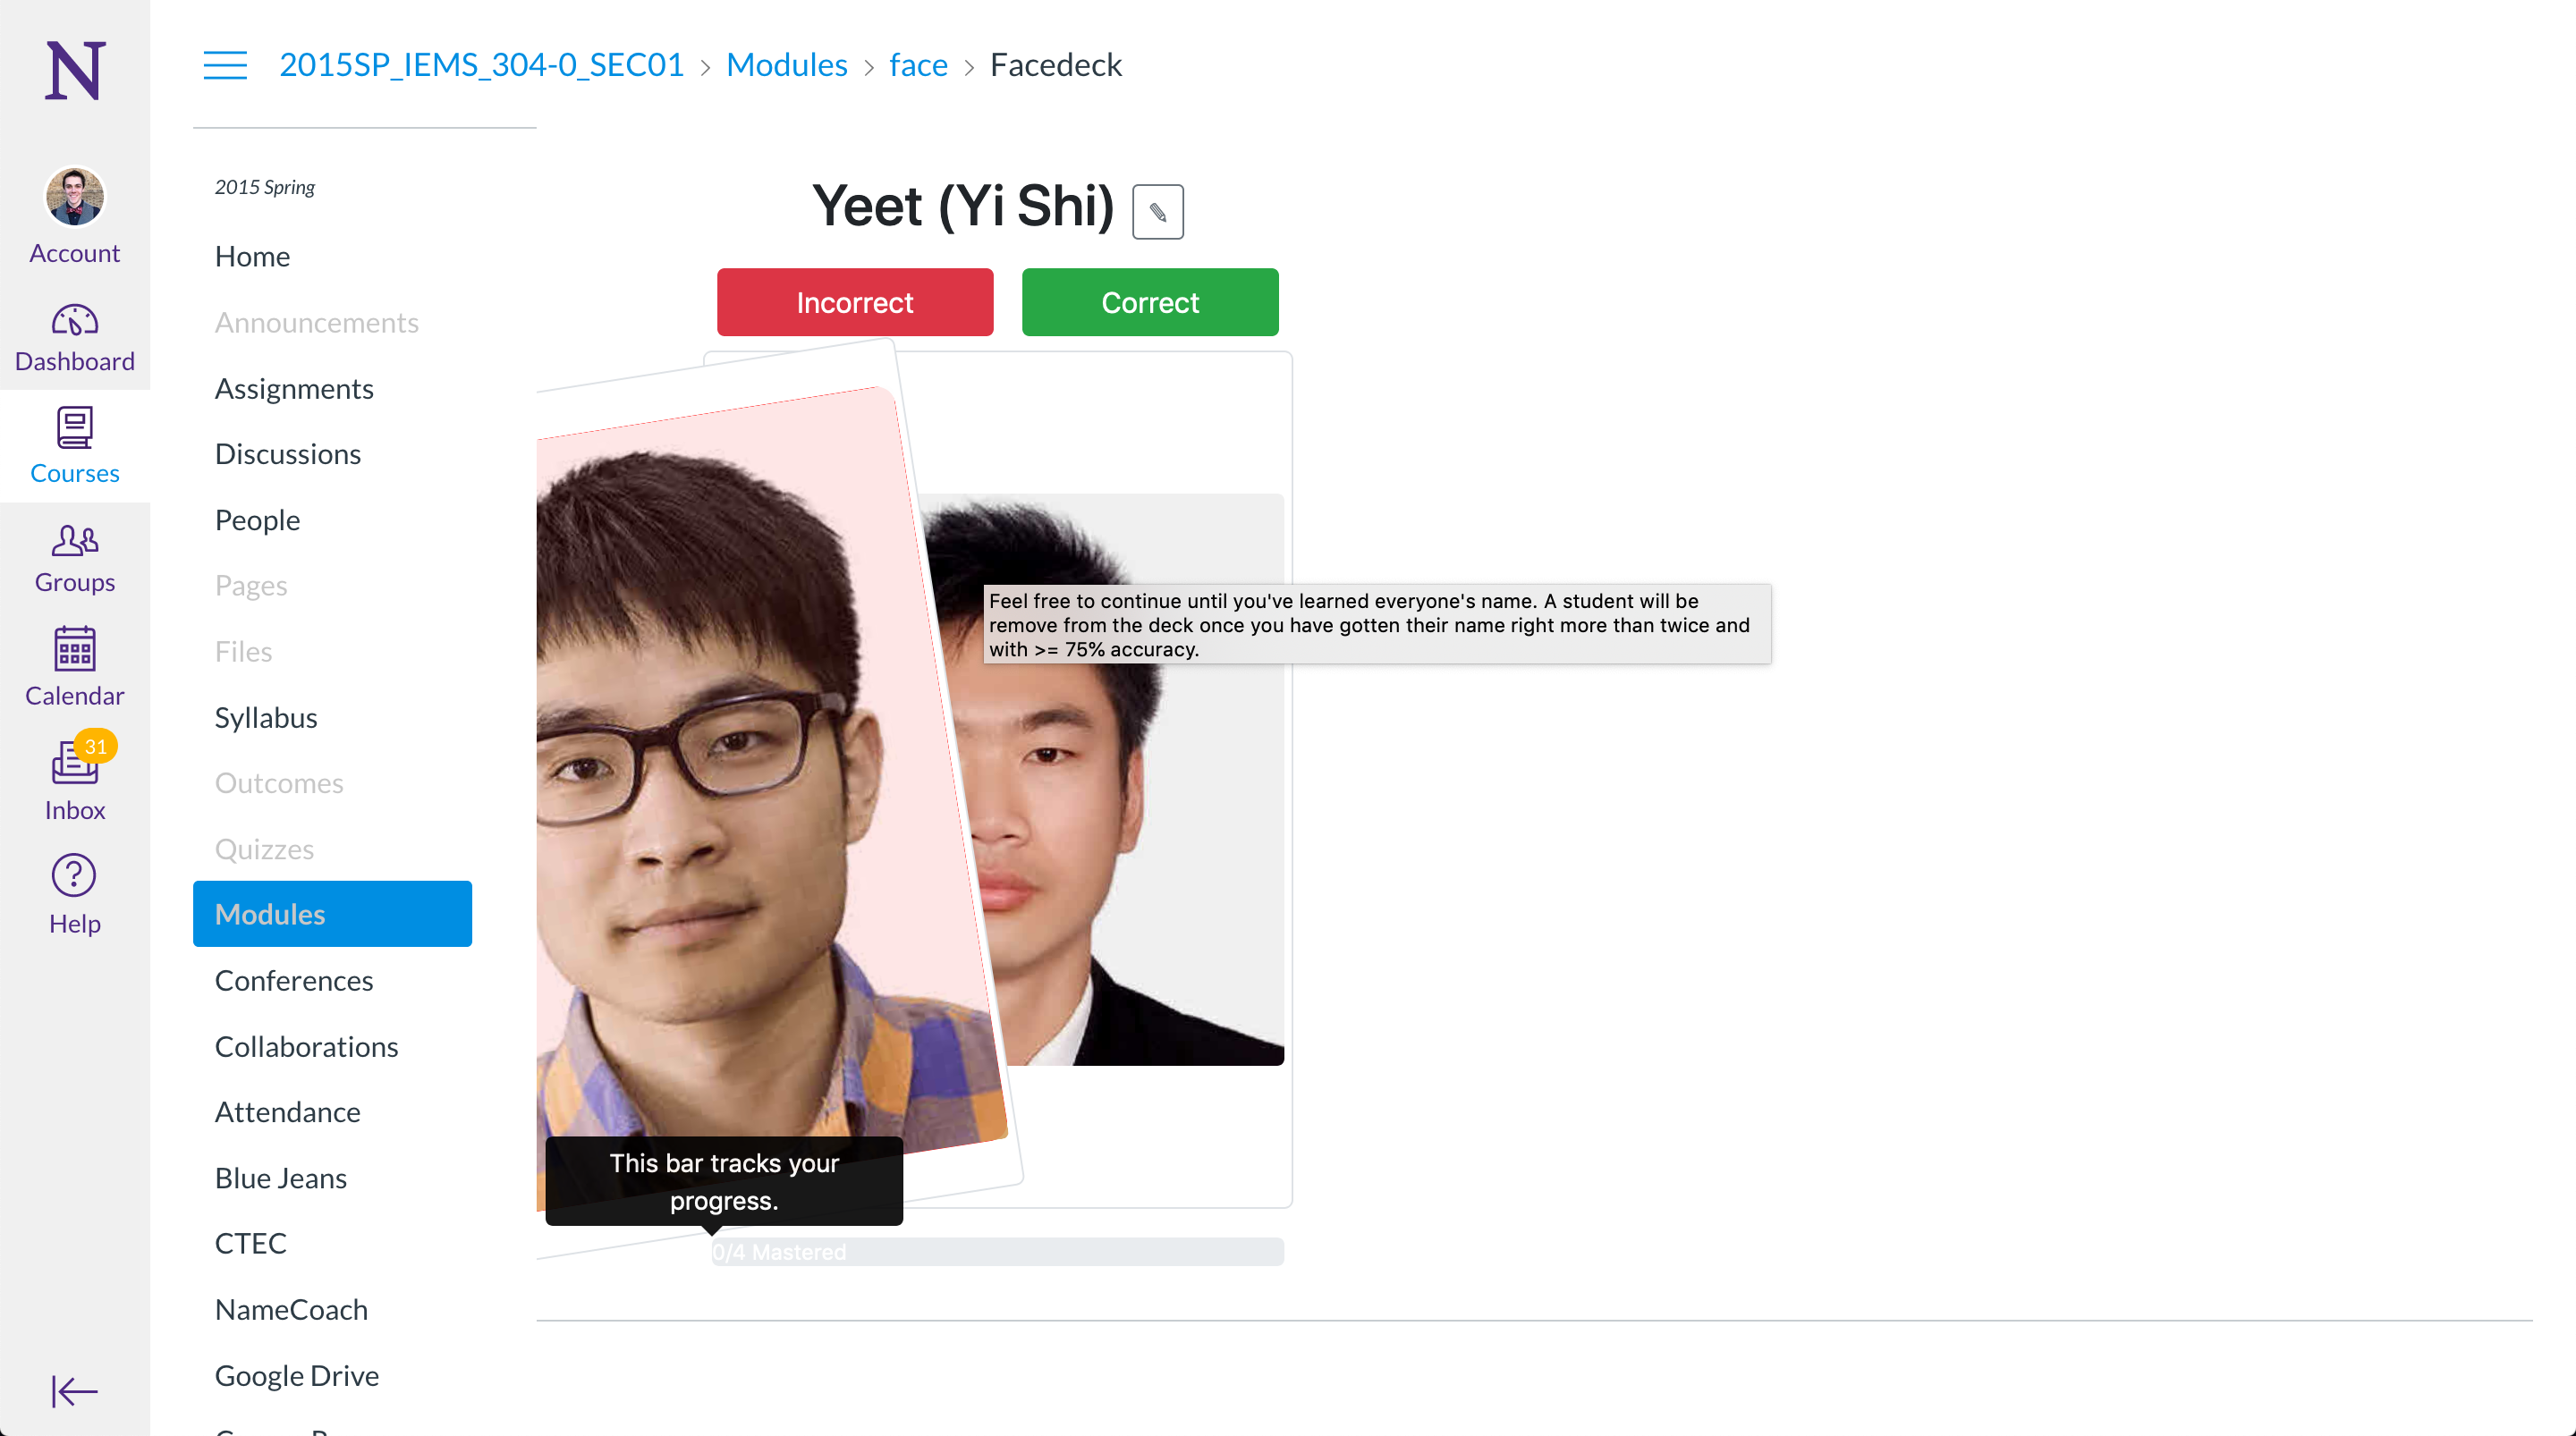 N
2015SP_IEMS_304-0_SEC01 > Modules > face > Facedeck
Account
Dashboard
Courses
Groups
Calendar
31
Inbox
Help
2015 Spring
Home
Announcements
Assignments
Discussions
People
Pages
Files
Syllabus
Outcomes
Quizzes
Modules
Conferences
Collaborations
Attendance
Blue Jeans
CTEC
NameCoach
Google Drive
Yeet (Yi Shi)
Incorrect
Correct
Feel free to continue until you've learned everyone's name. A student will be
remove from the deck once you have gotten their name right more than twice and
with >= 75% accuracy.
This bar tracks your
progress.
0/4 Mastered